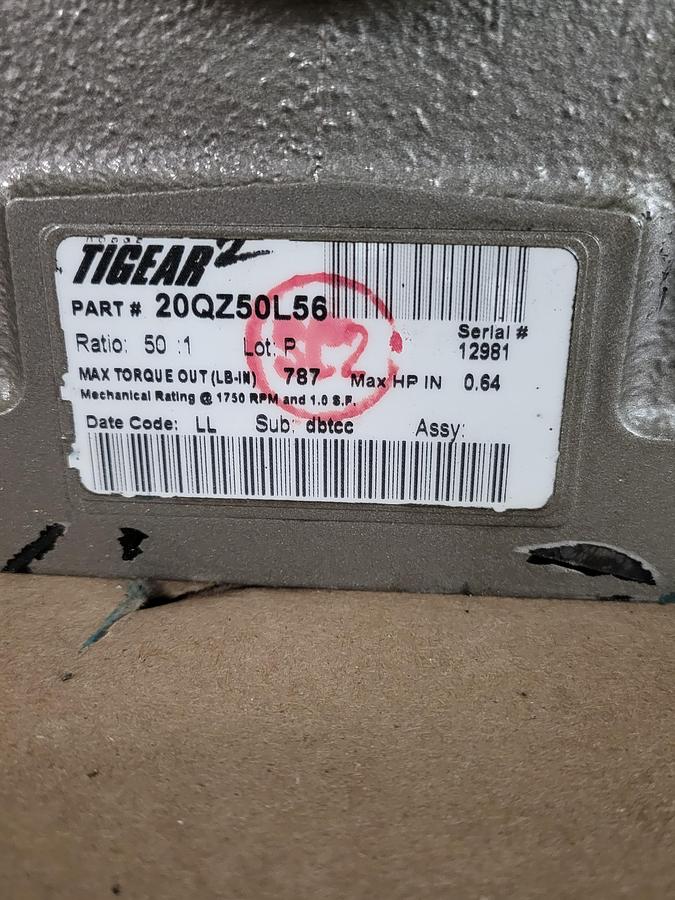 TIGEAR 2
PART # 20QZ50L56
Serial #
12981
Ratio: 50 :1 Lot: P
MAX TORQUE OUT (LB-IN) 787 Max HP IN 0.64
Mechanical Rating @ 1750 RPM and 1.0 S.F.
Date Code: LL Sub: dbtcc Assy: